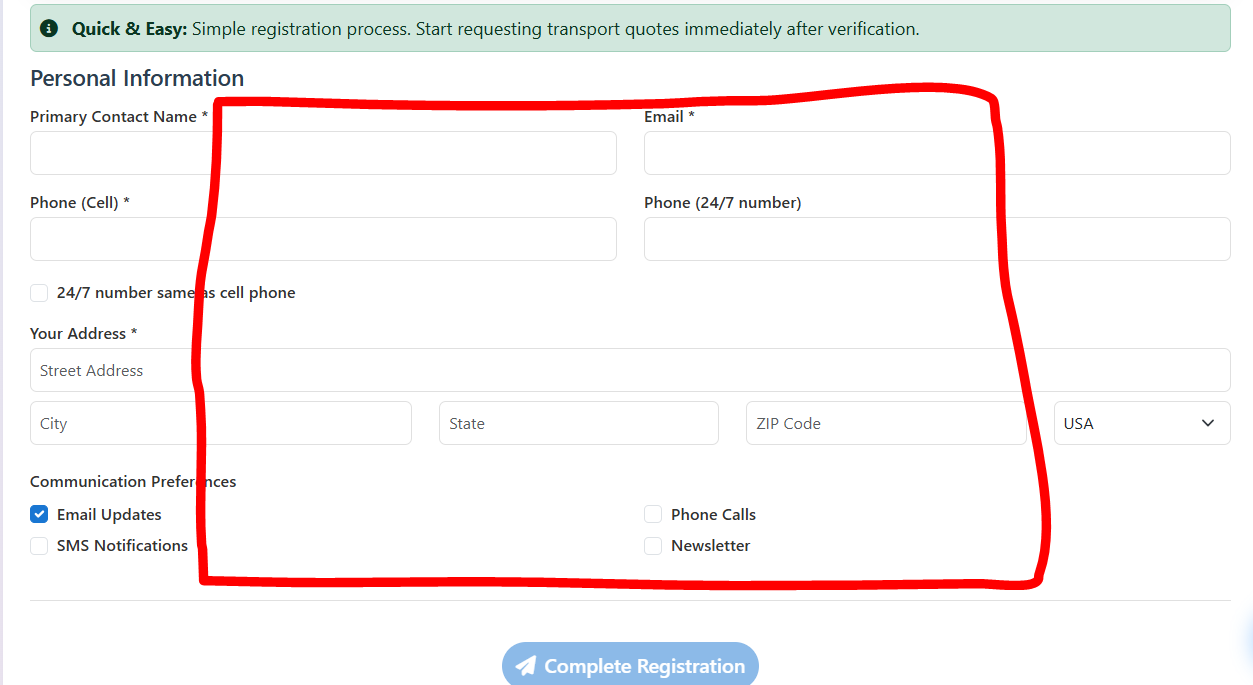 Quick & Easy: Simple registration process. Start requesting transport quotes immediately after verification.
Personal Information
Primary Contact Name *
Email *
Phone (Cell) *
Phone (24/7 number)
24/7 number same as cell phone
Your Address *
Street Address
City
State
ZIP Code
USA
Communication Preferences
Email Updates
Phone Calls
SMS Notifications
Newsletter
Complete Registration